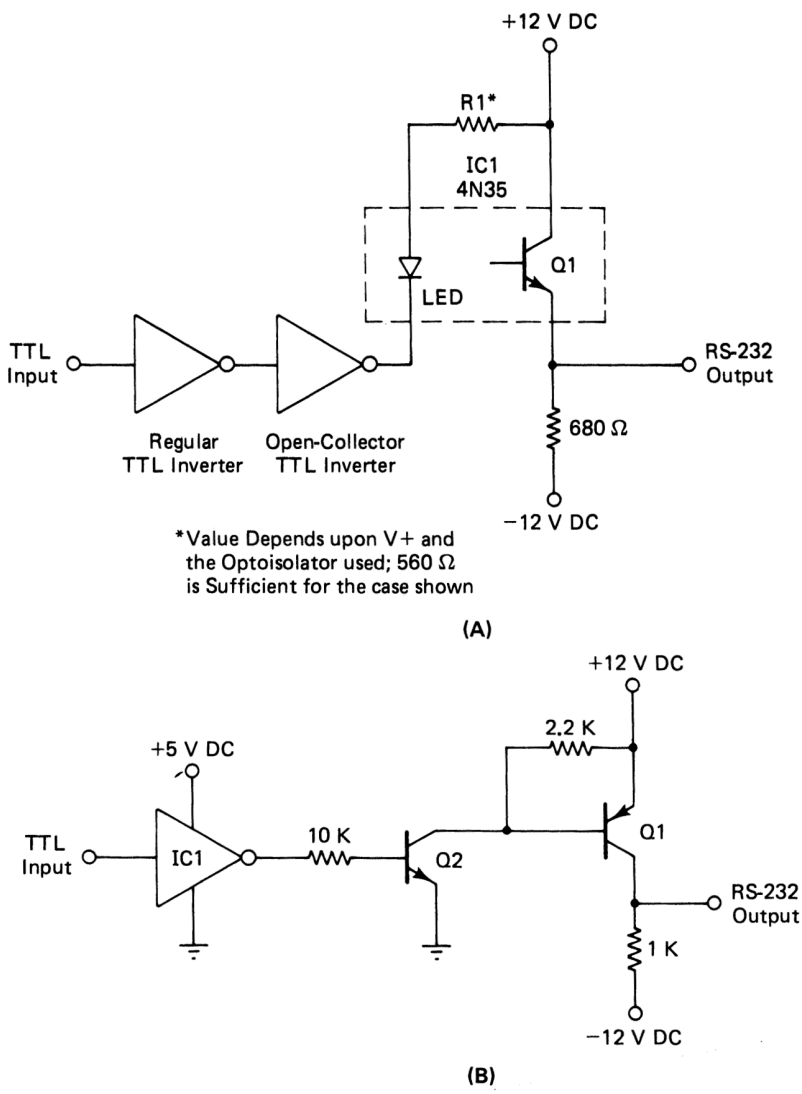 +12 V DC
R1*
IC1
4N35
Q1
LED
TTL
Input
RS-232
Output
Regular
TTL Inverter
Open-Collector
TTL Inverter
680 Ω
−12 V DC
*Value Depends upon V+ and
the Optoisolator used; 560 Ω
is Sufficient for the case shown
(A)
+12 V DC
2.2 K
+5 V DC
TTL
Input
IC1
10 K
Q2
Q1
RS-232
Output
1 K
−12 V DC
(B)